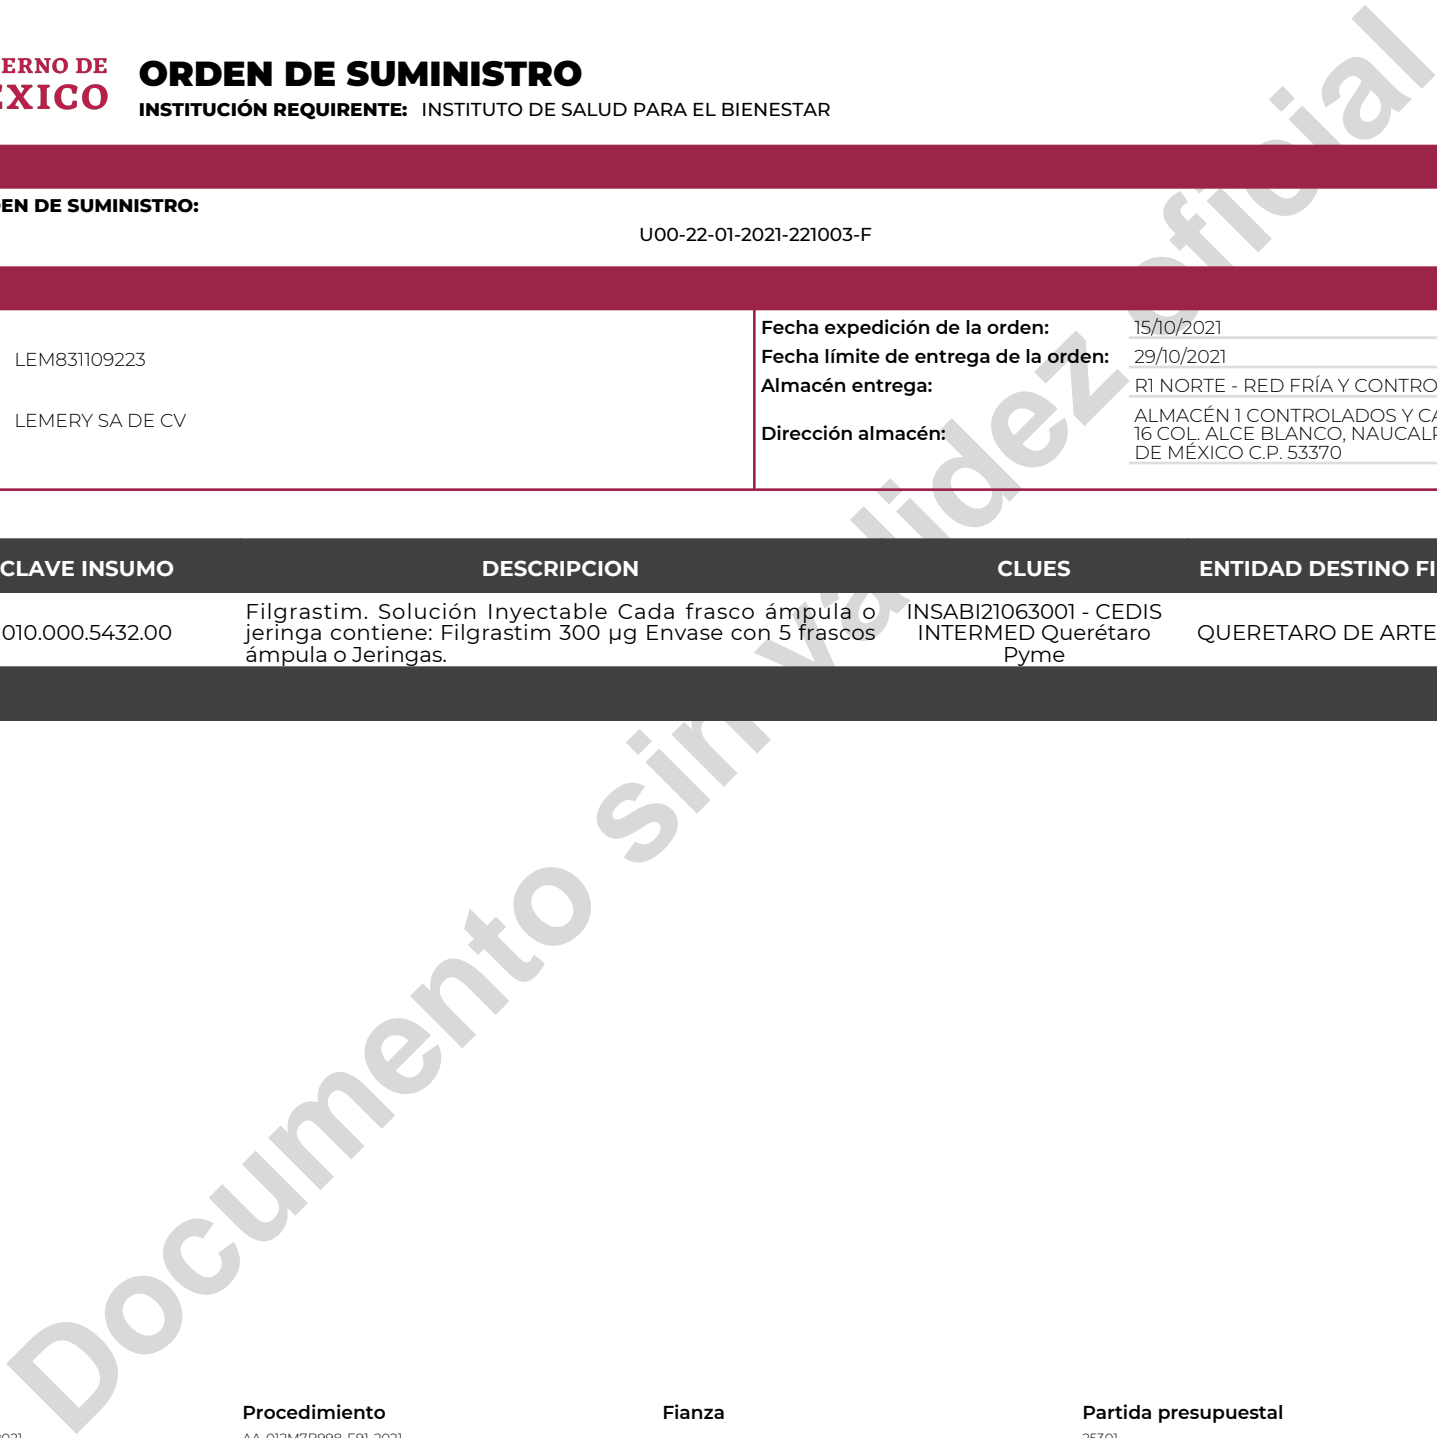 ERNO DE
ÉXICO
ORDEN DE SUMINISTRO
INSTITUCIÓN REQUIRENTE: INSTITUTO DE SALUD PARA EL BIENESTAR
EN DE SUMINISTRO:
U00-22-01-2021-221003-F
LEM831109223
LEMERY SA DE CV
Fecha expedición de la orden: 15/10/2021
Fecha límite de entrega de la orden: 29/10/2021
Almacén entrega: R1 NORTE - RED FRÍA Y CONTRO
Dirección almacén:
ALMACÉN 1 CONTROLADOS Y CA
16 COL. ALCE BLANCO, NAUCALP
DE MÉXICO C.P. 53370
CLAVE INSUMO DESCRIPCION CLUES ENTIDAD DESTINO FI
010.000.5432.00
Filgrastim. Solución Inyectable Cada frasco ámpula o
jeringa contiene: Filgrastim 300 µg Envase con 5 frascos
ámpula o Jeringas.
INSABI21063001 - CEDIS
INTERMED Querétaro
Pyme
QUERETARO DE ARTE
Documento sin validez oficial
Procedimiento Fianza Partida presupuestal